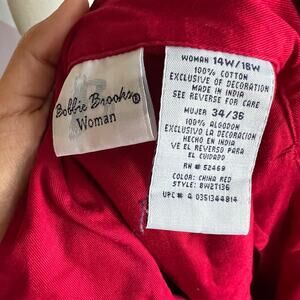 Bobbie Brooks®
Woman
WOMAN 14W/16W
100% COTTON
EXCLUSIVE OF DECORATION
MADE IN INDIA
SEE REVERSE FOR CARE
MUJER 34/36
100% ALGODON
EXCLUSIVO LA DECORACION
HECHO EN INDIA
VE EL REVERSO PARA
EL CUIDADO
RN # 52469
COLOR: CHINA RED
STYLE: BW2T136
UPC # A 0351344814